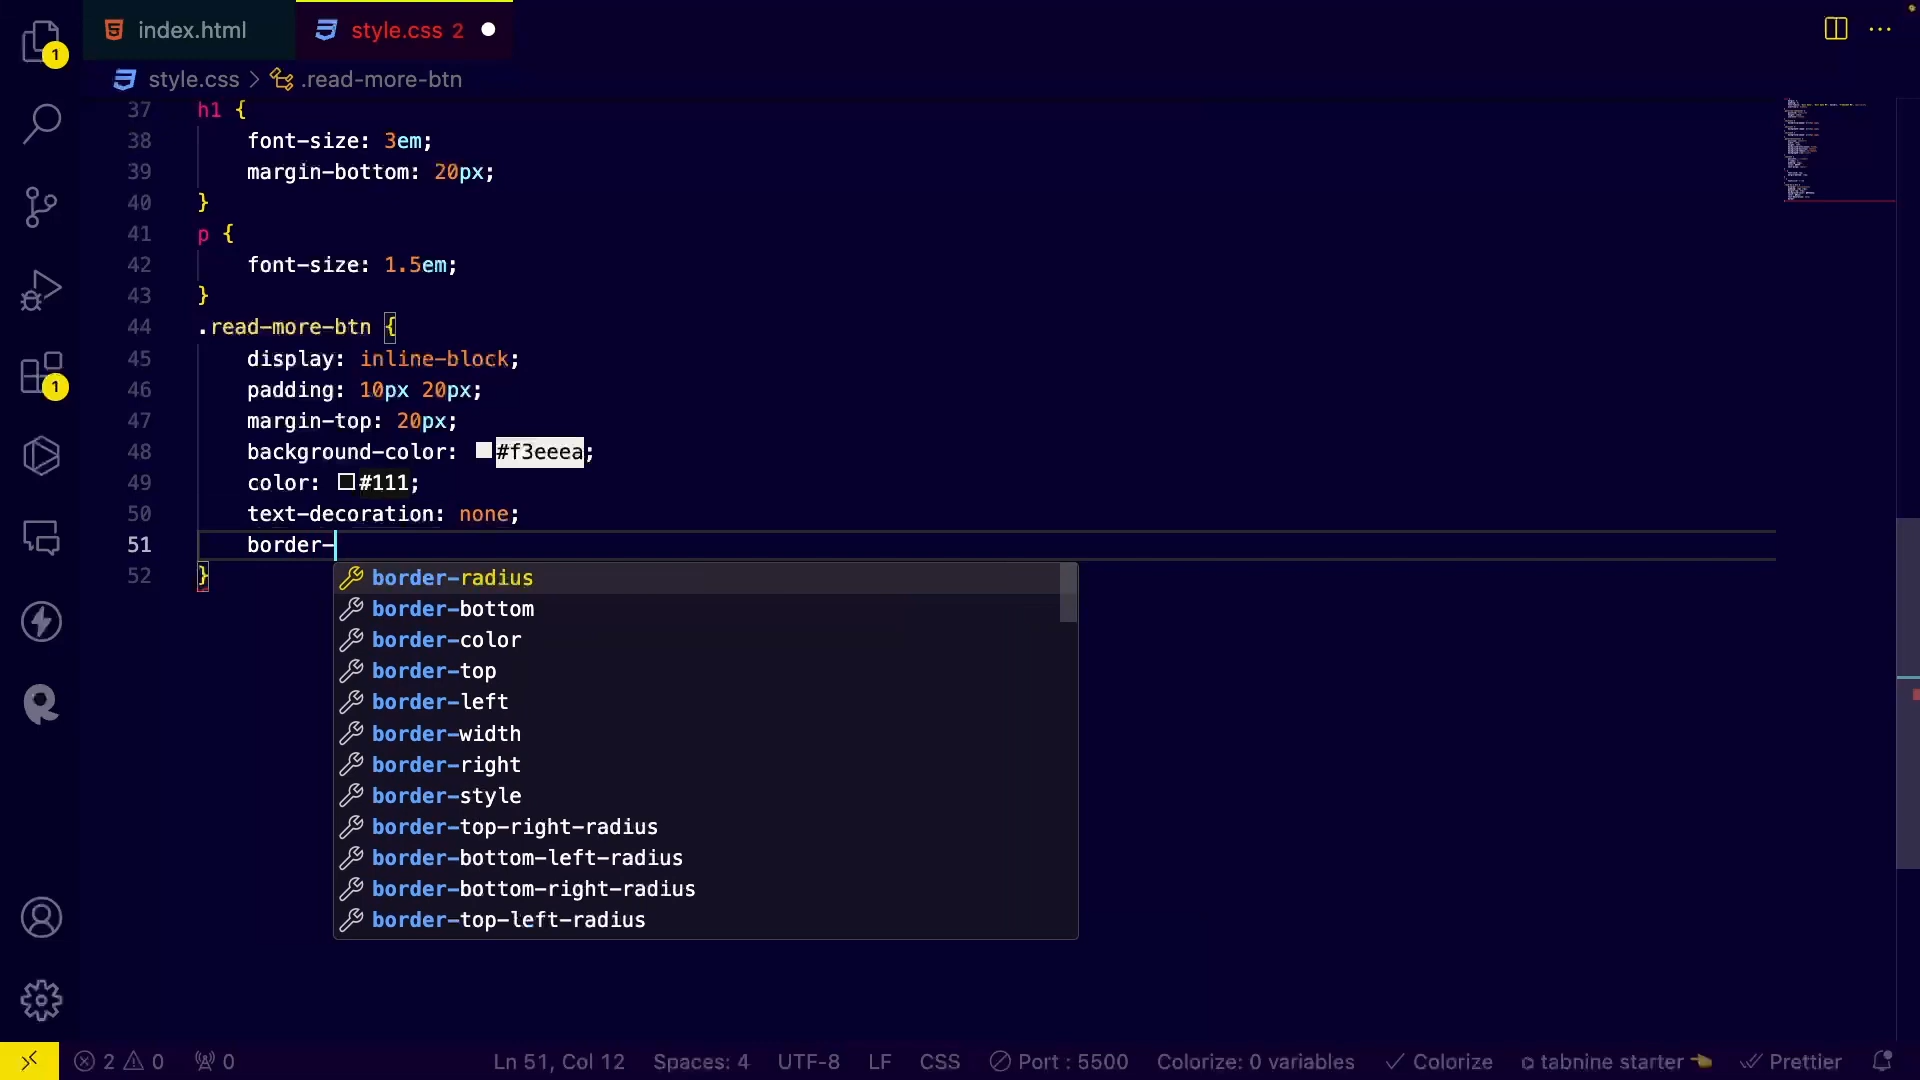 1
index.html
style.css 2
style.css > .read-more-btn
37 h1 {
38 font-size: 3em;
39 margin-bottom: 20px;
40 }
41 p {
42 font-size: 1.5em;
43 }
44 .read-more-btn {
45 display: inline-block;
46 padding: 10px 20px;
47 margin-top: 20px;
48 background-color: #f3eeea;
49 color: #111;
50 text-decoration: none;
51 border-
52 }
border-radius
border-bottom
border-color
border-top
border-left
border-width
border-right
border-style
border-top-right-radius
border-bottom-left-radius
border-bottom-right-radius
border-top-left-radius
1
2 0 0 Ln 51, Col 12 Spaces: 4 UTF-8 LF CSS Port : 5500 Colorize: 0 variables Colorize tabnine starter Prettier